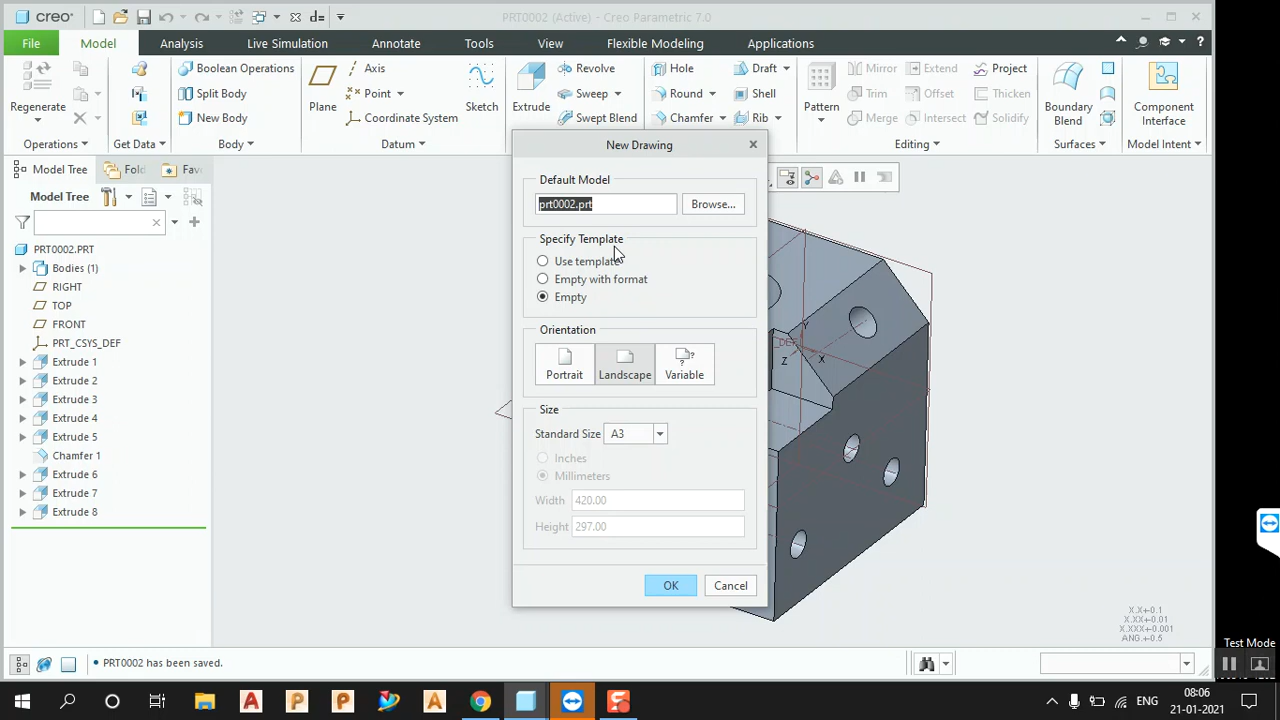 creo
PRT0002 (Active) - Creo Parametric 7.0
File Model Analysis Live Simulation Annotate Tools View Flexible Modeling Applications
Boolean Operations Axis Revolve Hole Draft Mirror Extend Project
Split Body Point Sweep Round Shell Trim Offset Thicken
Regenerate Plane Sketch Extrude Pattern Boundary Blend Component Interface
New Body Coordinate System Swept Blend Chamfer Rib Merge Intersect Solidify
Operations Get Data Body Datum Editing Surfaces Model Intent
Model Tree Fold Fav
Model Tree
PRT0002.PRT
Bodies (1)
RIGHT
TOP
FRONT
PRT_CSYS_DEF
Extrude 1
Extrude 2
Extrude 3
Extrude 4
Extrude 5
Chamfer 1
Extrude 6
Extrude 7
Extrude 8
New Drawing
Default Model
prt0002.prt Browse...
Specify Template
Use template
Empty with format
Empty
Orientation
Portrait Landscape Variable
Size
Standard Size A3
Inches
Millimeters
Width 420.00
Height 297.00
OK Cancel
Y
X
Z
X.X+-0.1
X.XX+-0.01
X.XXX+-0.001
ANG.+-0.5
Test Mode
• PRT0002 has been saved.
ENG
08:06
21-01-2021